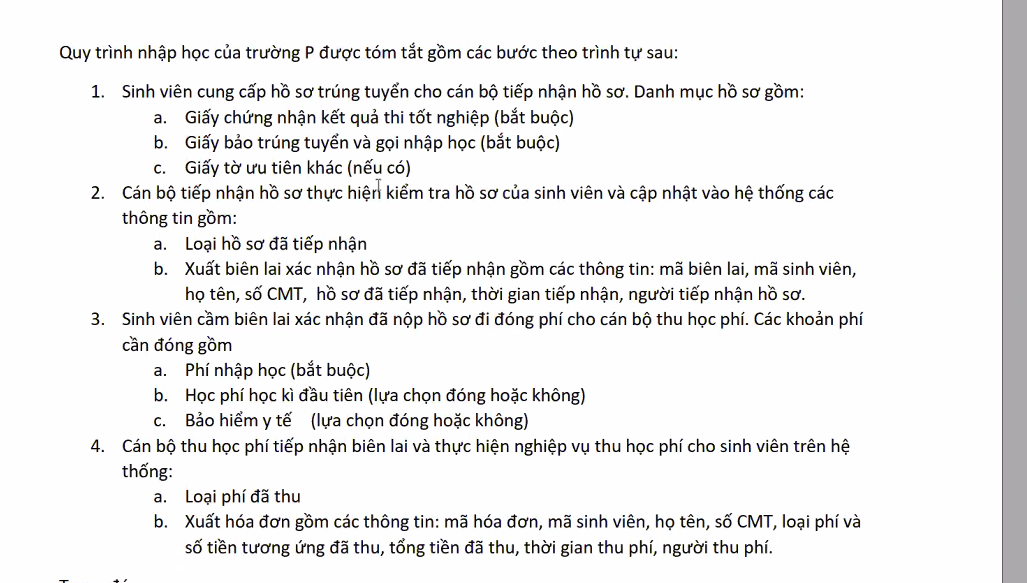 Quy trình nhập học của trường P được tóm tắt gồm các bước theo trình tự sau:
1. Sinh viên cung cấp hồ sơ trúng tuyển cho cán bộ tiếp nhận hồ sơ. Danh mục hồ sơ gồm:
a. Giấy chứng nhận kết quả thi tốt nghiệp (bắt buộc)
b. Giấy bảo trúng tuyển và gọi nhập học (bắt buộc)
c. Giấy tờ ưu tiên khác (nếu có)
2. Cán bộ tiếp nhận hồ sơ thực hiện kiểm tra hồ sơ của sinh viên và cập nhật vào hệ thống các
thông tin gồm:
a. Loại hồ sơ đã tiếp nhận
b. Xuất biên lai xác nhận hồ sơ đã tiếp nhận gồm các thông tin: mã biên lai, mã sinh viên,
họ tên, số CMT, hồ sơ đã tiếp nhận, thời gian tiếp nhận, người tiếp nhận hồ sơ.
3. Sinh viên cầm biên lai xác nhận đã nộp hồ sơ đi đóng phí cho cán bộ thu học phí. Các khoản phí
cần đóng gồm
a. Phí nhập học (bắt buộc)
b. Học phí học kì đầu tiên (lựa chọn đóng hoặc không)
c. Bảo hiểm y tế (lựa chọn đóng hoặc không)
4. Cán bộ thu học phí tiếp nhận biên lai và thực hiện nghiệp vụ thu học phí cho sinh viên trên hệ
thống:
a. Loại phí đã thu
b. Xuất hóa đơn gồm các thông tin: mã hóa đơn, mã sinh viên, họ tên, số CMT, loại phí và
số tiền tương ứng đã thu, tổng tiền đã thu, thời gian thu phí, người thu phí.